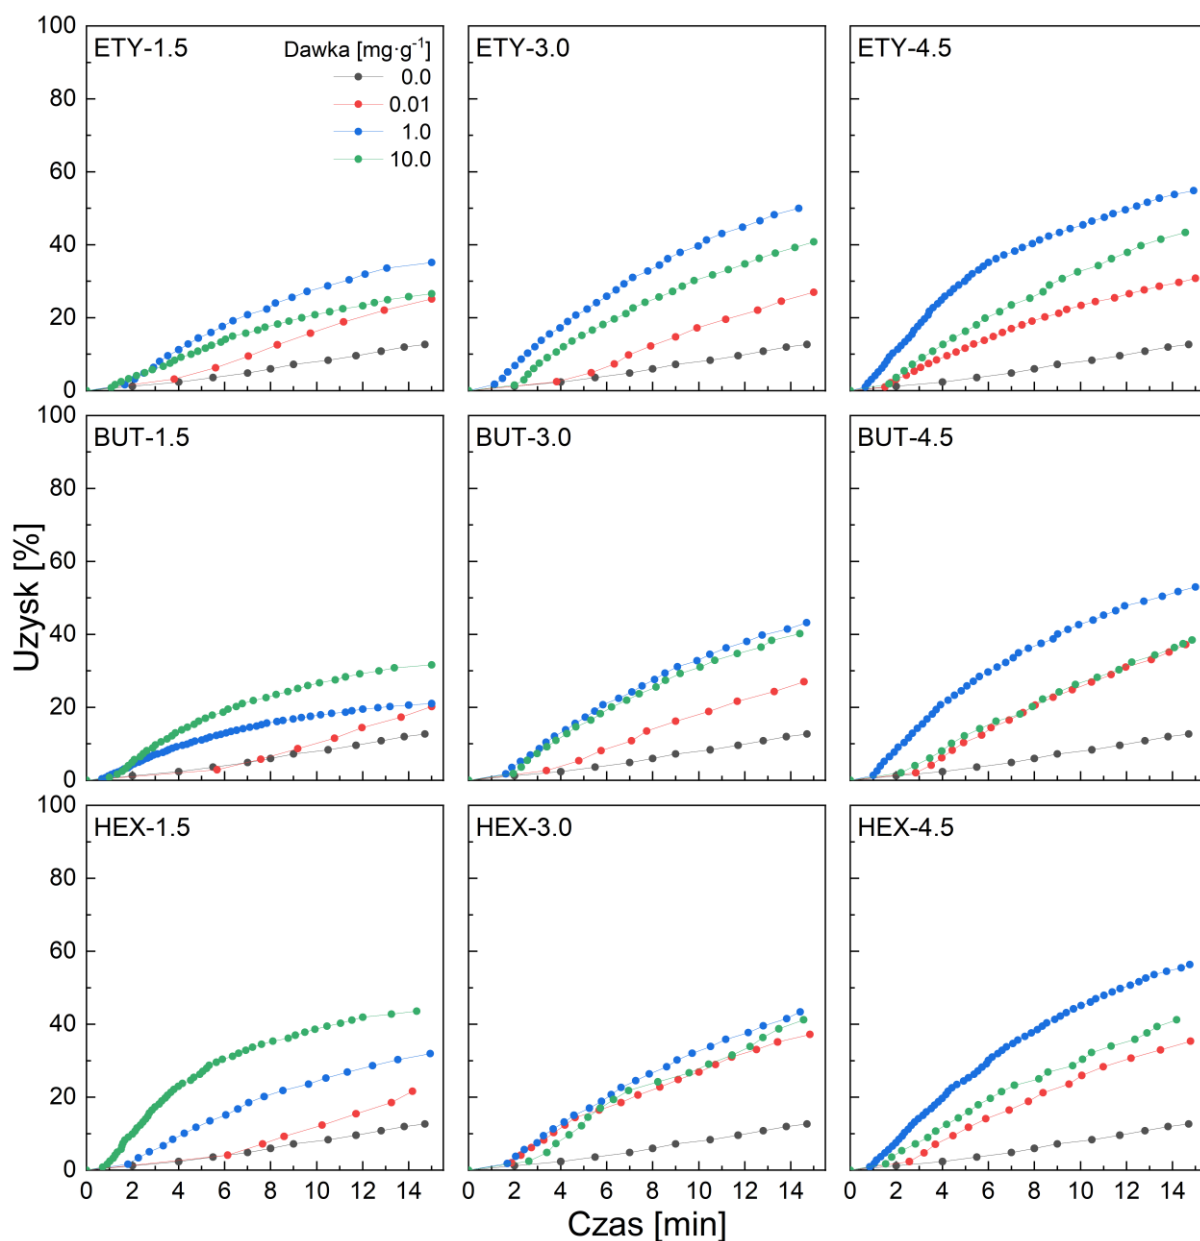 ETY-1.5
Dawka [mg·g⁻¹]
0.0
0.01
1.0
10.0
ETY-3.0
ETY-4.5
100
80
60
40
20
0
BUT-1.5
BUT-3.0
BUT-4.5
100
80
60
40
20
0
Uzysk [%]
HEX-1.5
HEX-3.0
HEX-4.5
100
80
60
40
20
0
0 2 4 6 8 10 12 14
0 2 4 6 8 10 12 14
0 2 4 6 8 10 12 14
Czas [min]